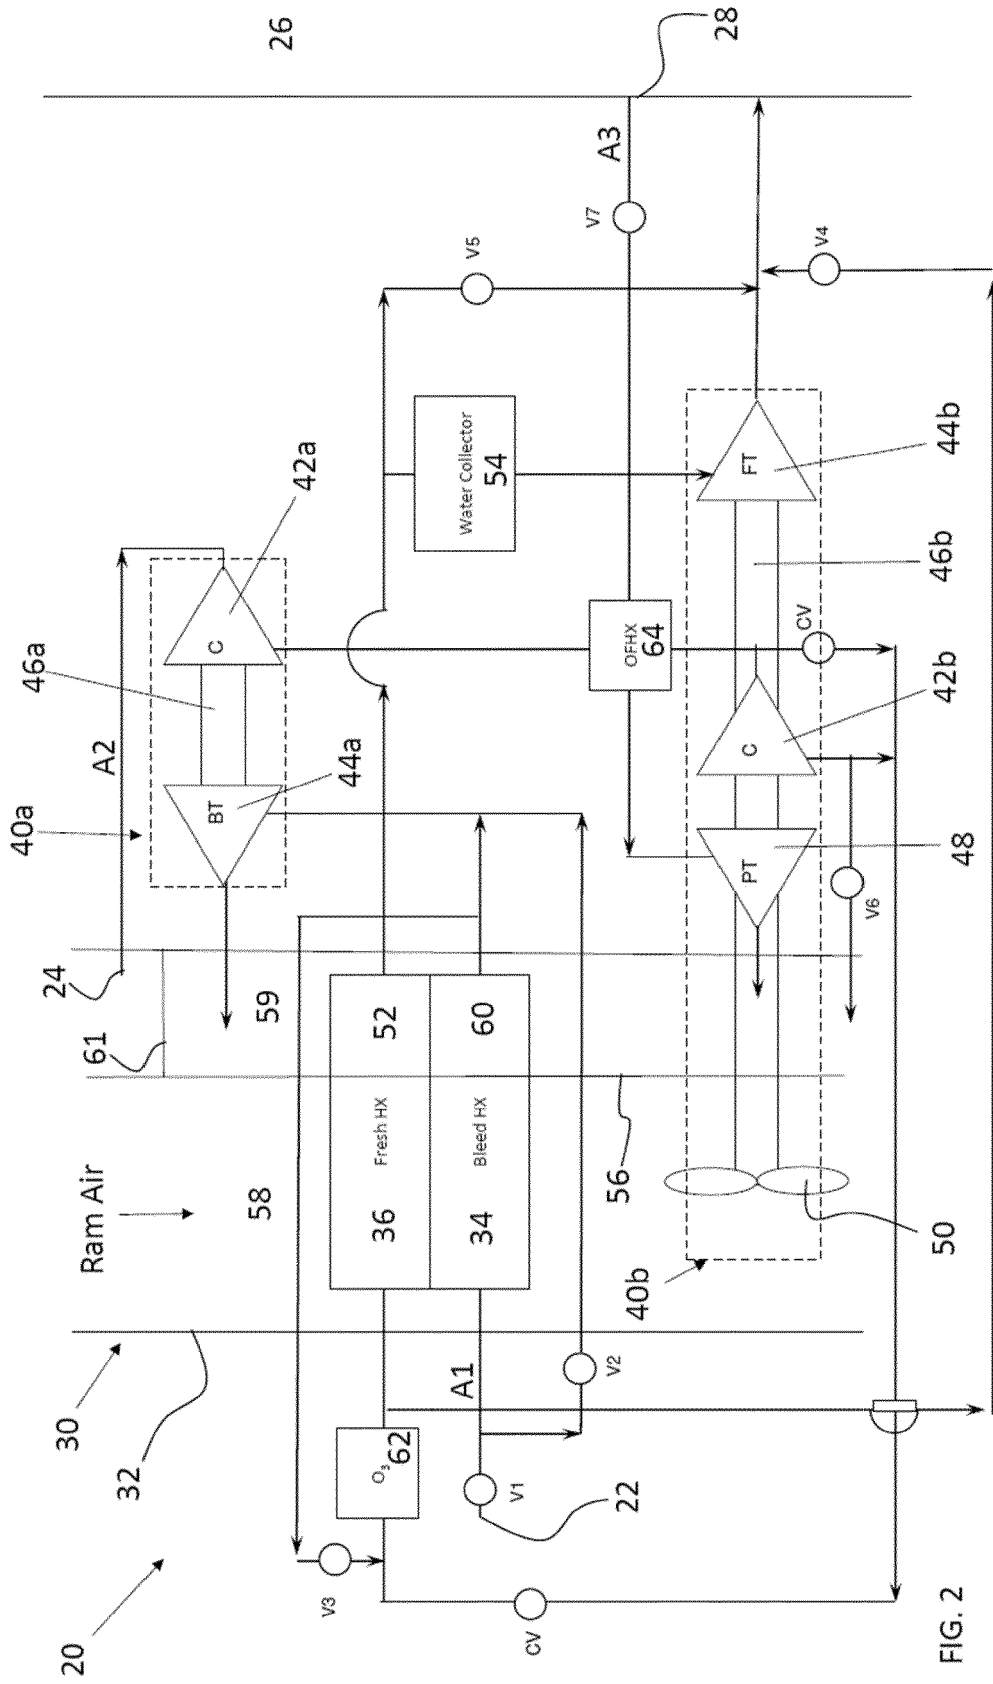 20
30
32
Ram Air
58
61
24
59
A2
40a
BT
44a
46a
C
42a
26
V3
O3
62
36
Fresh HX
52
A1
34
Bleed HX
60
V1
22
V2
56
Water Collector
54
V5
OFHX
64
V7
A3
28
CV
40b
50
PT
48
C
42b
46b
FT
44b
V6
CV
V4
FIG. 2